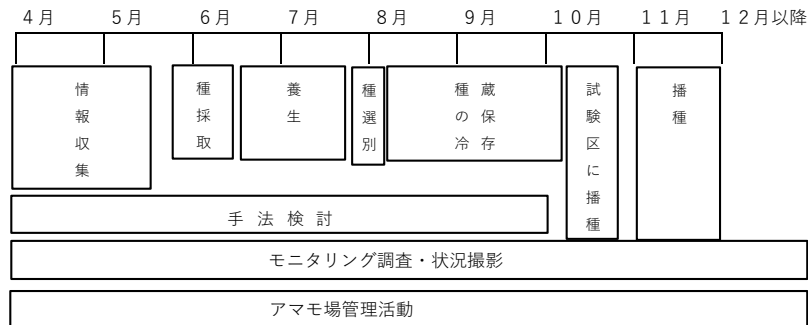 4月 5月 6月 7月 8月 9月 10月 11月 12月以降
情報収集
種採取
養生
種選別
種の冷
蔵保存
試験区に播種
播種
手法検討
モニタリング調査・状況撮影
アマモ場管理活動